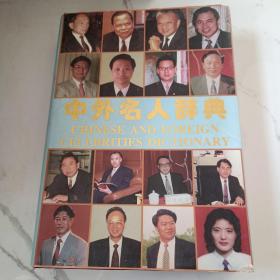 中外名人辞典
CHINESE AND FOREIGN
CELEBRITIES DICTIONARY